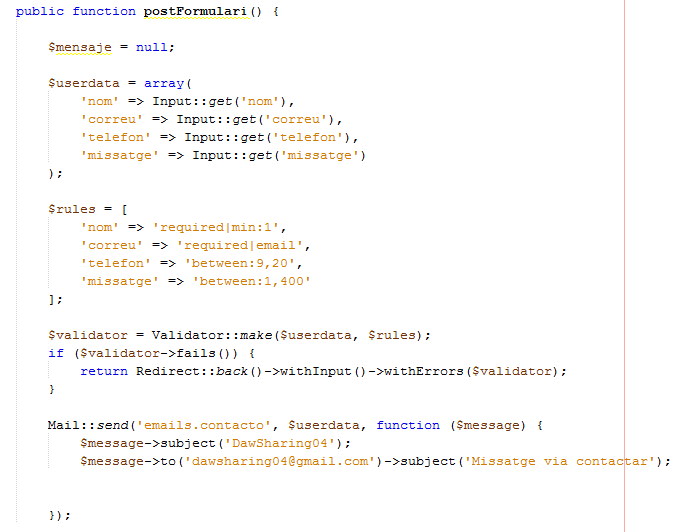 public function postFormulari() {
$mensaje = null;
$userdata = array(
'nom' => Input::get('nom'),
'correu' => Input::get('correu'),
'telefon' => Input::get('telefon'),
'missatge' => Input::get('missatge')
);
$rules = [
'nom' => 'required|min:1',
'correu' => 'required|email',
'telefon' => 'between:9,20',
'missatge' => 'between:1,400'
];
$validator = Validator::make($userdata, $rules);
if ($validator->fails()) {
return Redirect::back()->withInput()->withErrors($validator);
}
Mail::send('emails.contacto', $userdata, function ($message) {
$message->subject('DawSharing04');
$message->to('dawsharing04@gmail.com')->subject('Missatge via contactar');
});